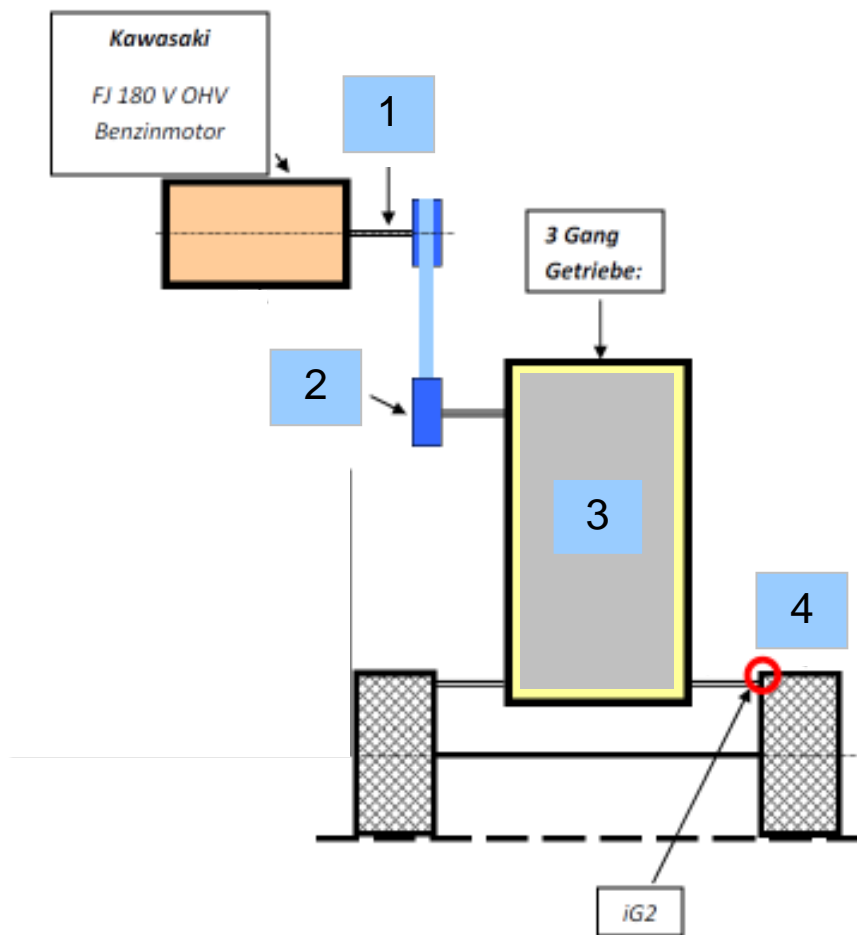 Kawasaki
FJ 180 V OHV
Benzinmotor
1
3 Gang
Getriebe:
2
3
4
iG2